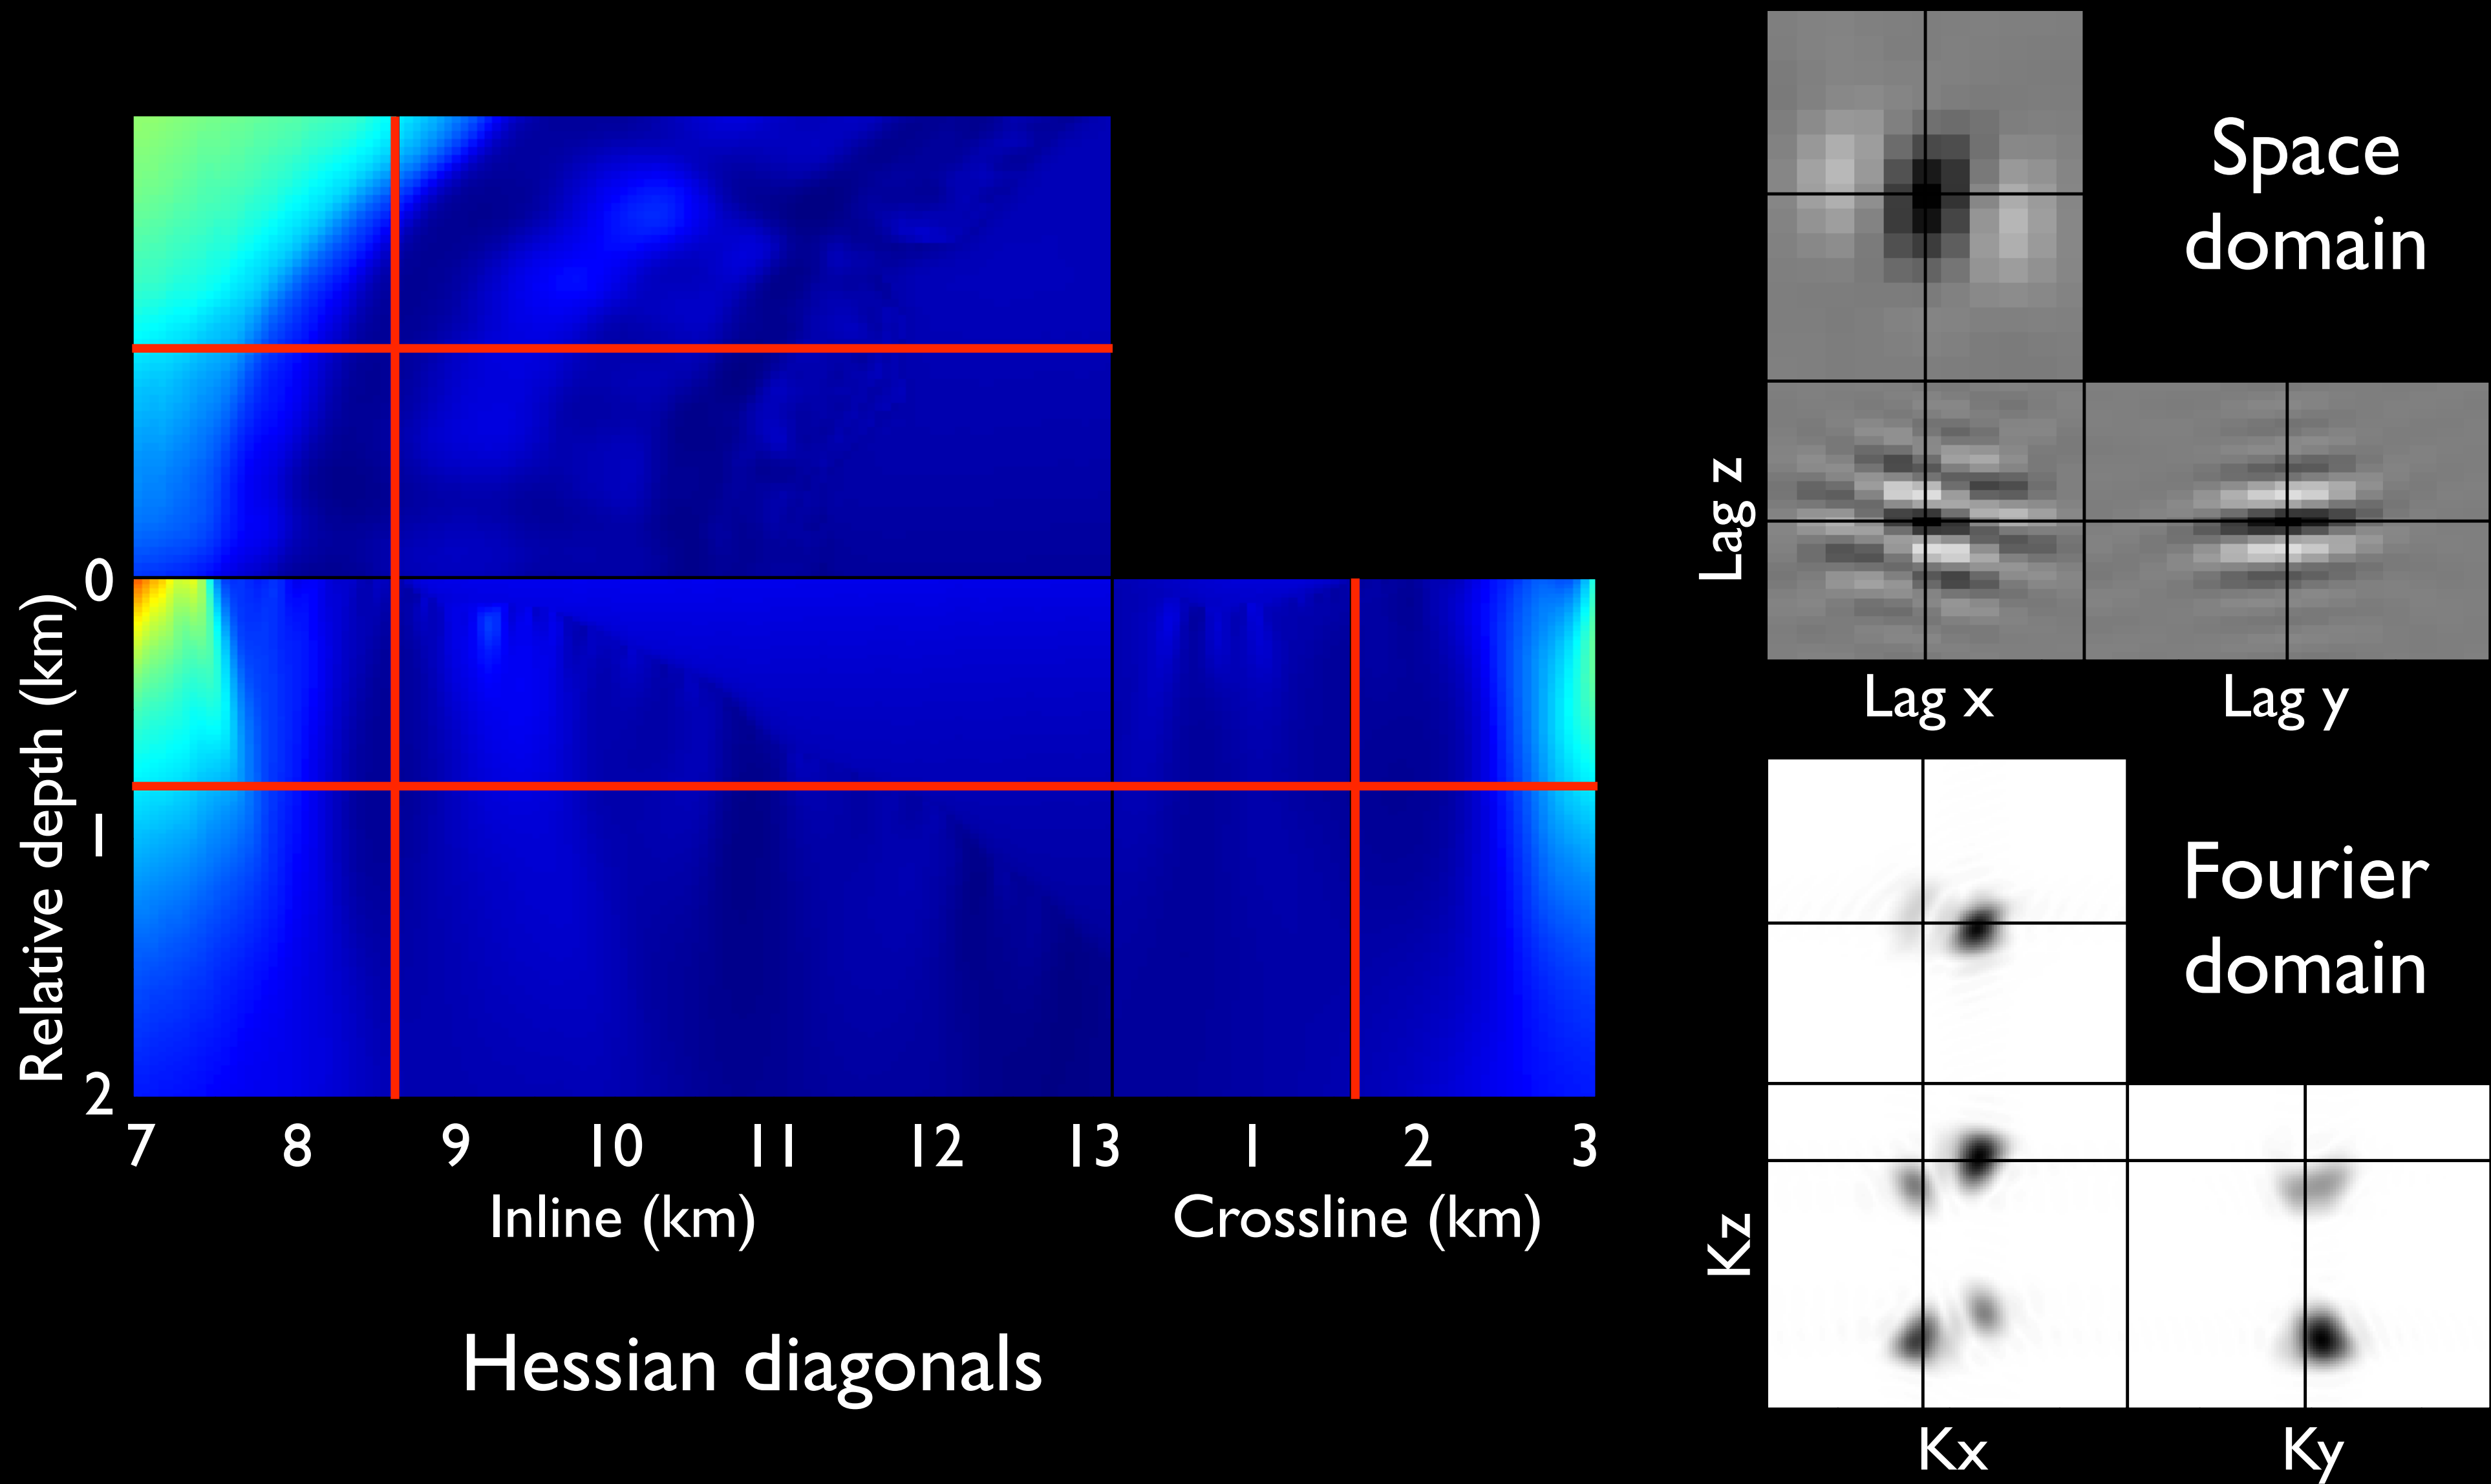 Space
domain
Lag z
Lag x
Lag y
0
1
2
Relative depth (km)
7 8 9 10 11 12 13 1 2 3
Inline (km)
Crossline (km)
Hessian diagonals
Fourier
domain
Kz
Kx
Ky